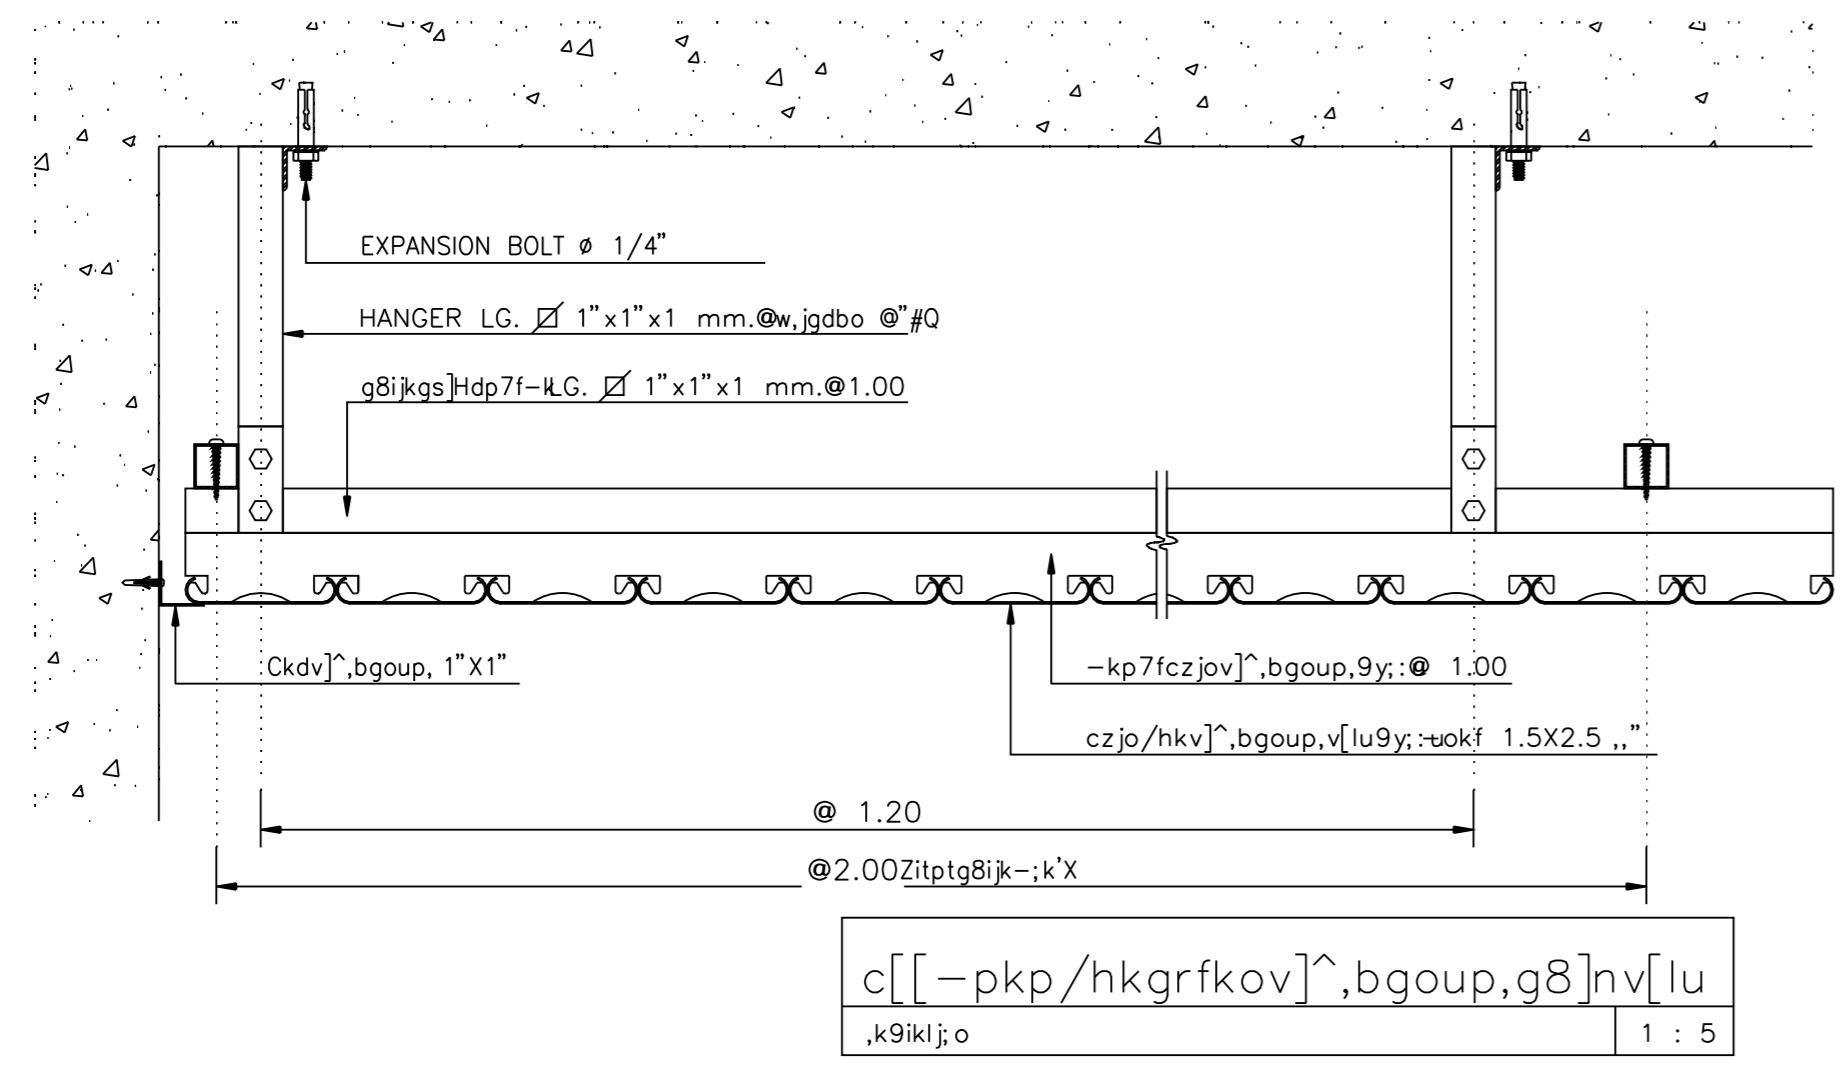 EXPANSION BOLT ø 1/4”
HANGER LG. 1”x1”x1 mm.@w,jgdbo @”#Q
g8ijkgs]Hdp7f-kLG. 1”x1”x1 mm.@1.00
Ckdv]^,bgoup, 1”X1”
-kp7fczjov]^,bgoup,9y;:@ 1.00
czjo/hkv]^,bgoup,v[lu9y;:-uokf 1.5X2.5 ,,”
@ 1.20
@2.00Zitptg8ijk-;k’X
c[[-pkp/hkgrfkov]^,bgoup,g8]nv[lu
,k9iklj;o
1 : 5